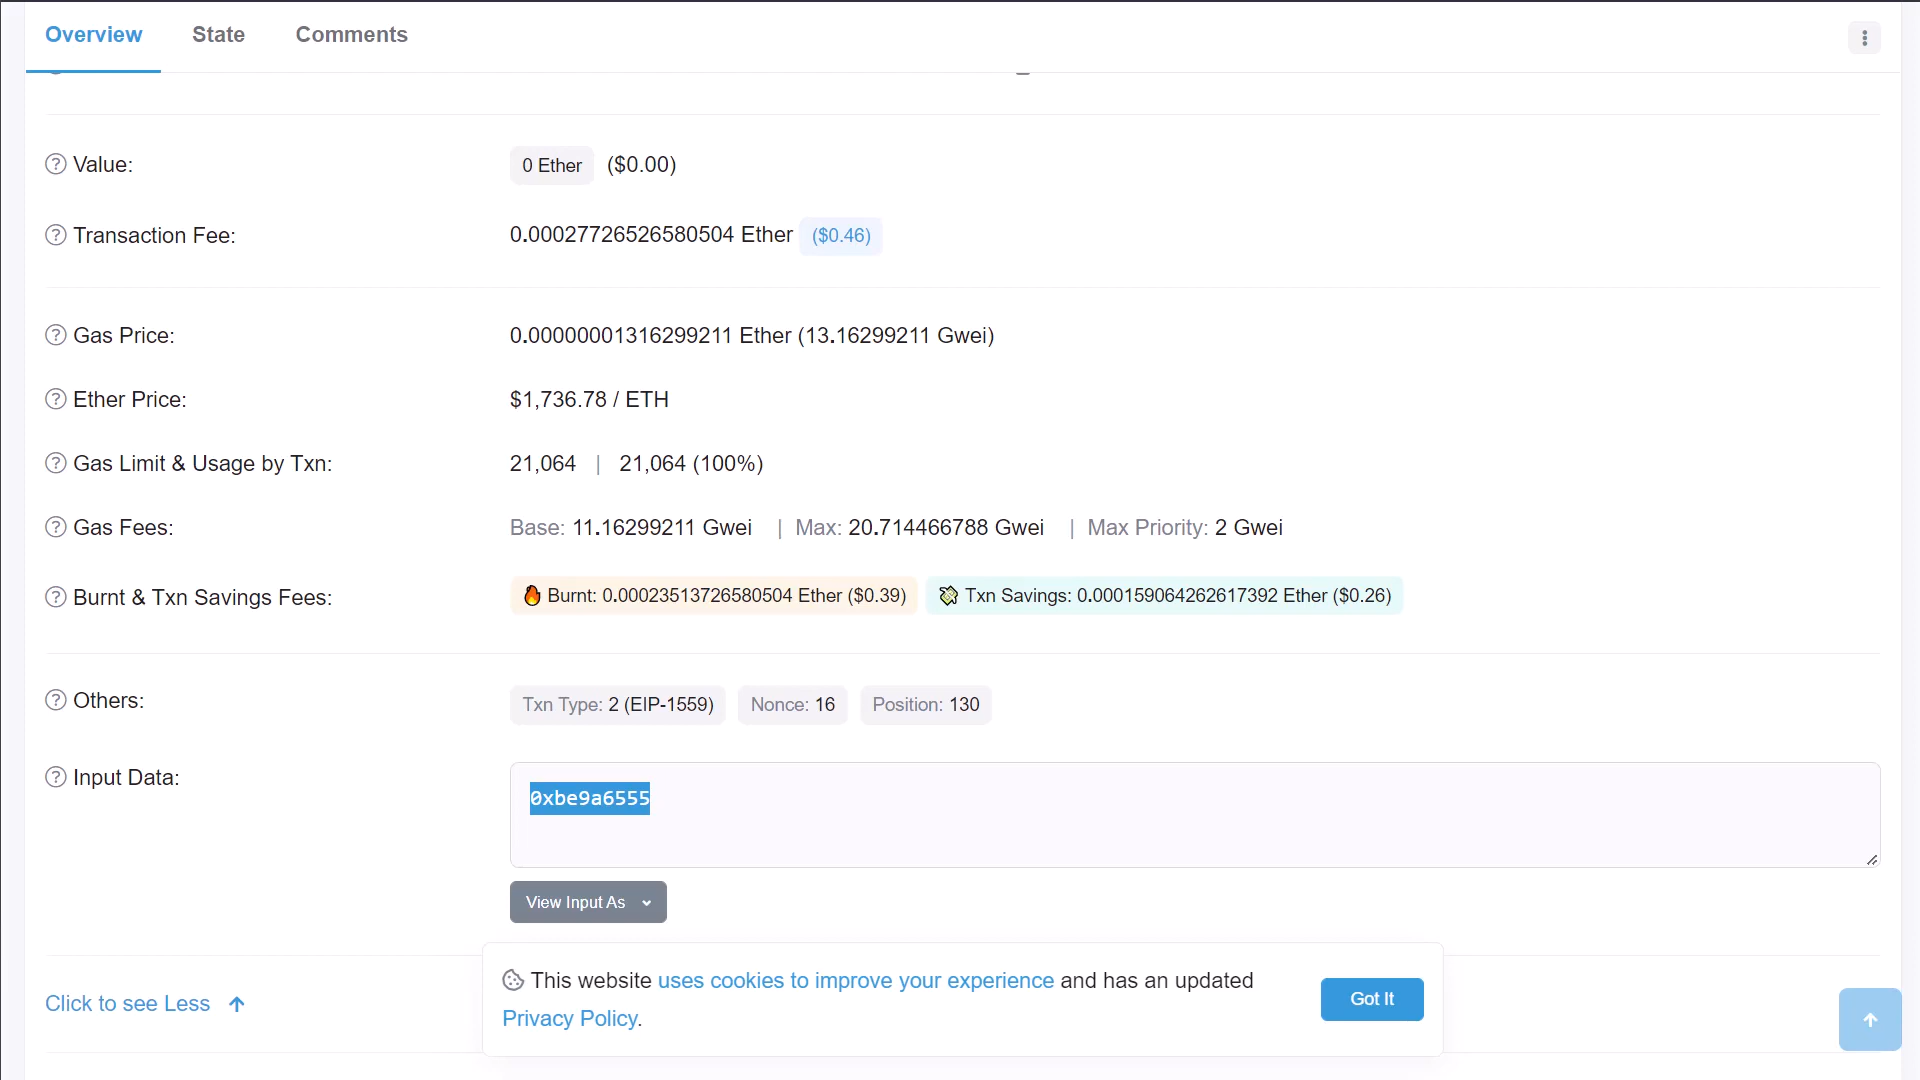 Overview State Comments
Value: 0 Ether ($0.00)
Transaction Fee: 0.00027726526580504 Ether ($0.46)
Gas Price: 0.00000001316299211 Ether (13.16299211 Gwei)
Ether Price: $1,736.78 / ETH
Gas Limit & Usage by Txn: 21,064 | 21,064 (100%)
Gas Fees: Base: 11.16299211 Gwei | Max: 20.714466788 Gwei | Max Priority: 2 Gwei
Burnt & Txn Savings Fees: Burnt: 0.00023513726580504 Ether ($0.39) Txn Savings: 0.000159064262617392 Ether ($0.26)
Others: Txn Type: 2 (EIP-1559) Nonce: 16 Position: 130
Input Data: 0xbe9a6555
View Input As
This website uses cookies to improve your experience and has an updated
Privacy Policy.
Got It
Click to see Less